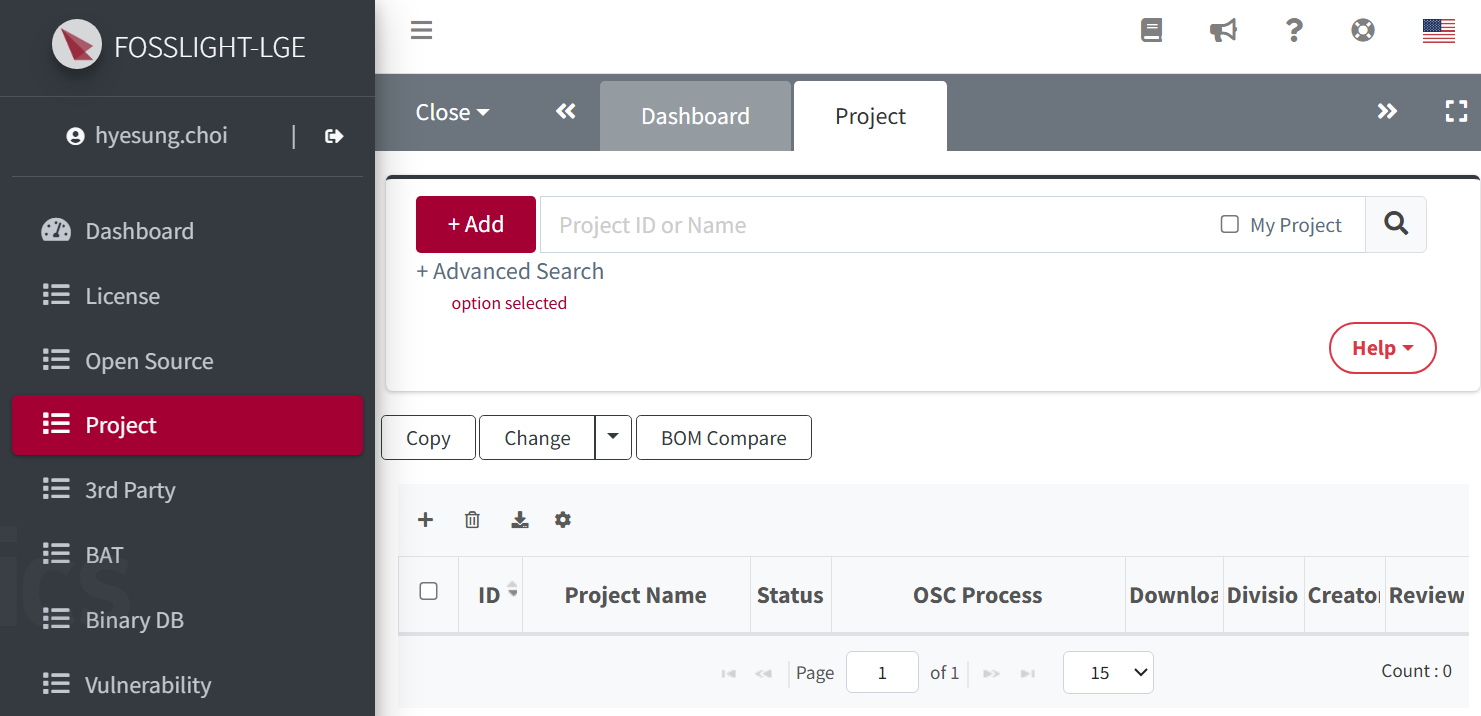 FOSSLIGHT-LGE
hyesung.choi |
Dashboard
License
Open Source
Project
3rd Party
BAT
Binary DB
Vulnerability
Close
Dashboard
Project
+ Add
Project ID or Name
My Project
+ Advanced Search
option selected
Help
Copy
Change
BOM Compare
ID
Project Name
Status
OSC Process
Downloa
Divisio
Creato
Review
Page 1 of 1
15
Count : 0
ics